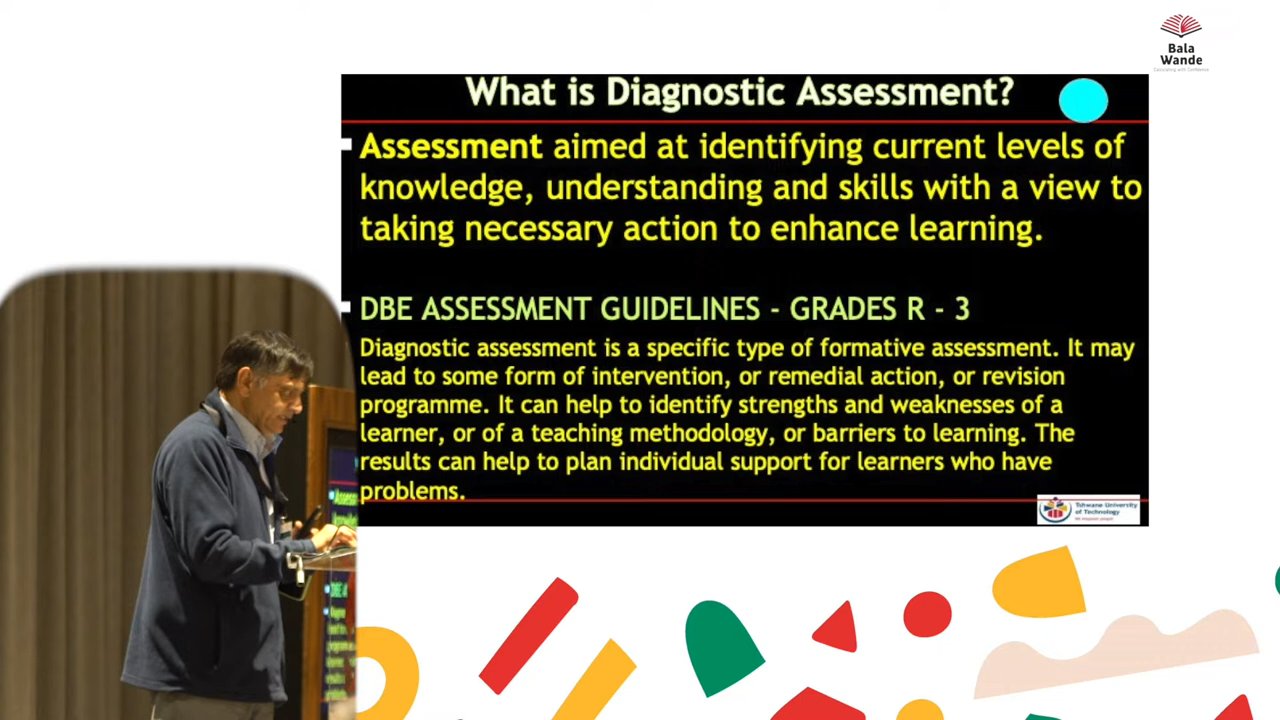 Bala
Wande
What is Diagnostic Assessment?
Assessment aimed at identifying current levels of
knowledge, understanding and skills with a view to
taking necessary action to enhance learning.
DBE ASSESSMENT GUIDELINES - GRADES R - 3
Diagnostic assessment is a specific type of formative assessment. It may
lead to some form of intervention, or remedial action, or revision
programme. It can help to identify strengths and weaknesses of a
learner, or of a teaching methodology, or barriers to learning. The
results can help to plan individual support for learners who have
problems.
Tshwane University
of Technology